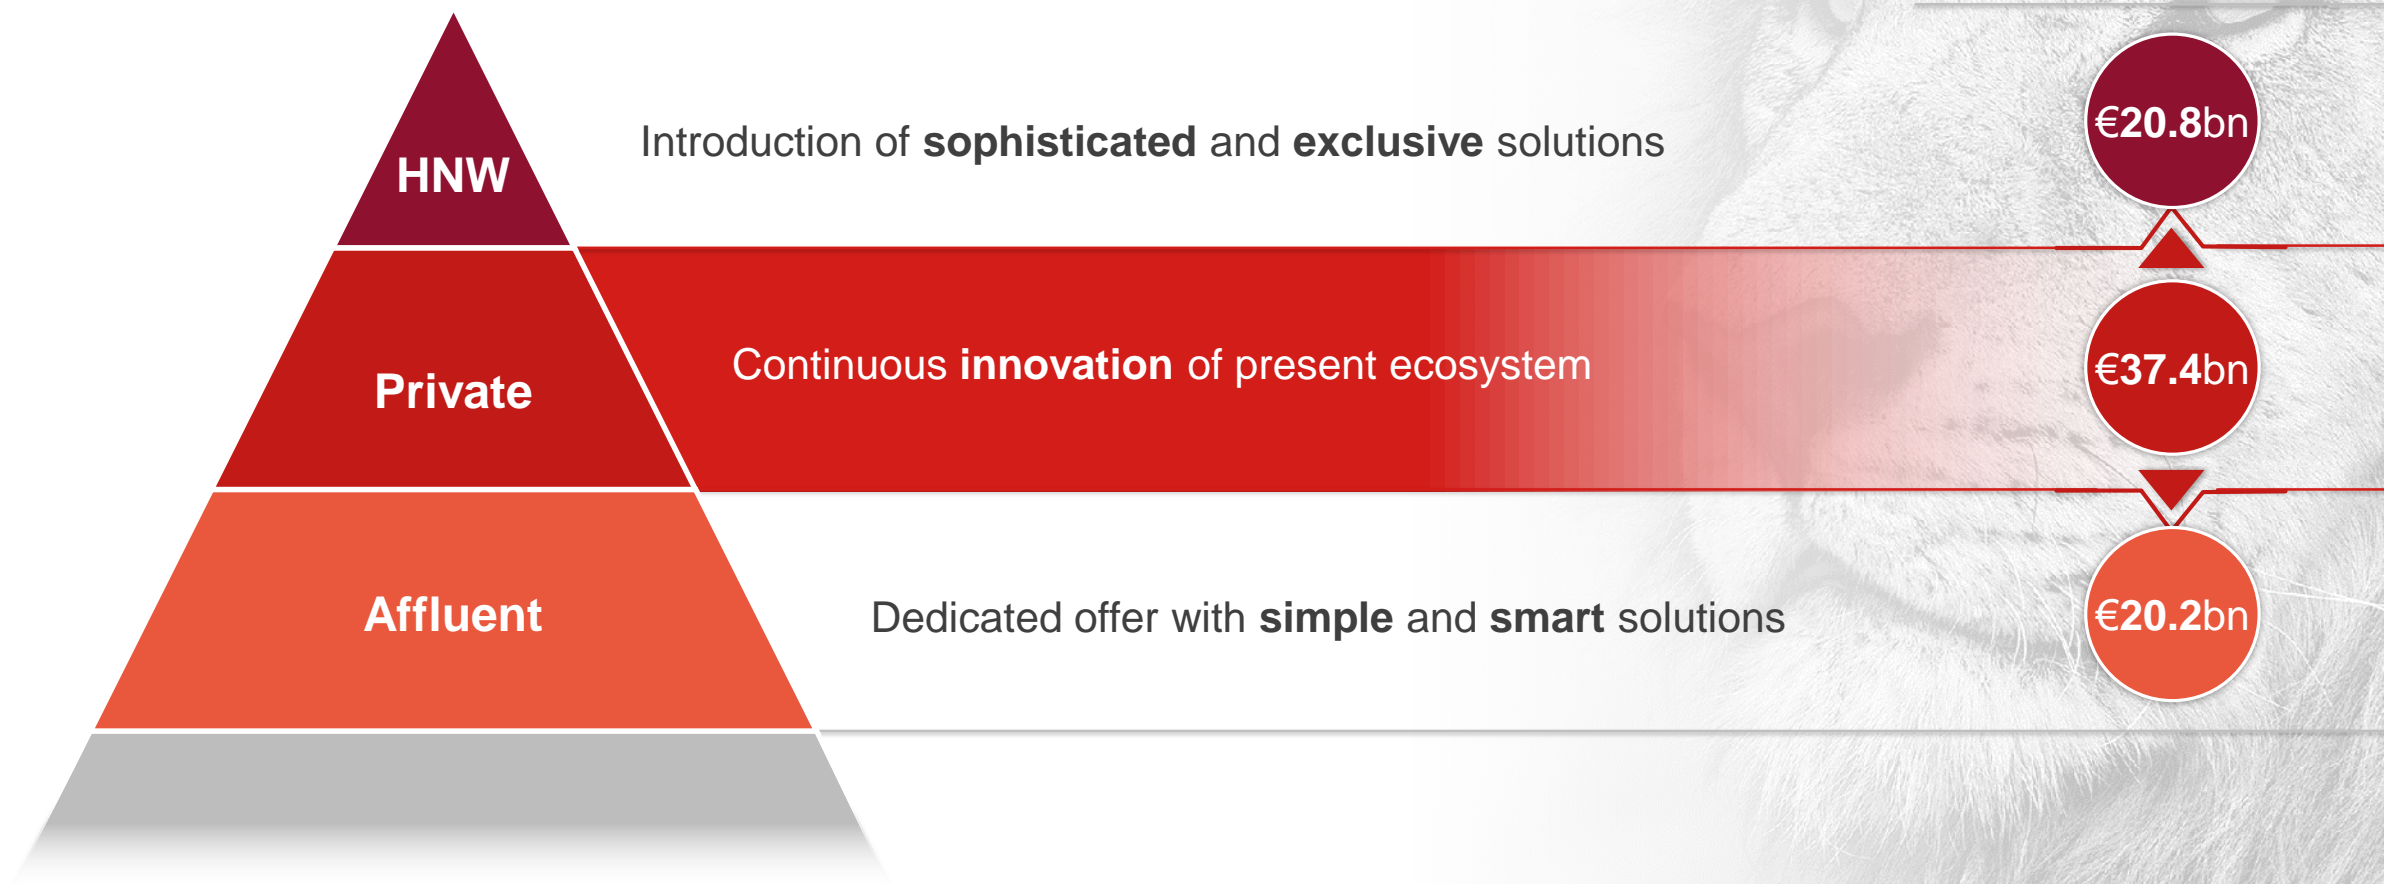 HNW
Introduction of sophisticated and exclusive solutions
€20.8bn
Private
Continuous innovation of present ecosystem
€37.4bn
Affluent
Dedicated offer with simple and smart solutions
€20.2bn